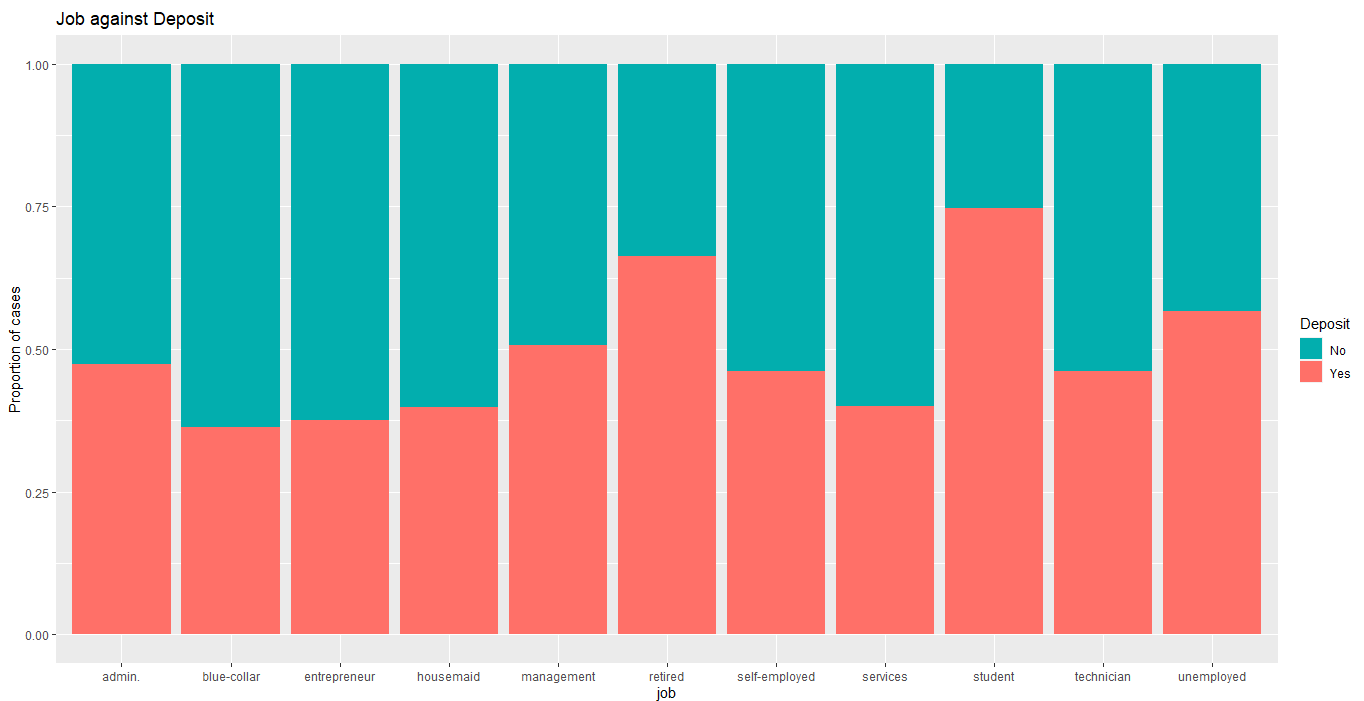 Job against Deposit
1.00
0.75
0.50
0.25
0.00
Proportion of cases
admin.
blue-collar
entrepreneur
housemaid
management
retired
self-employed
services
student
technician
unemployed
job
Deposit
No
Yes